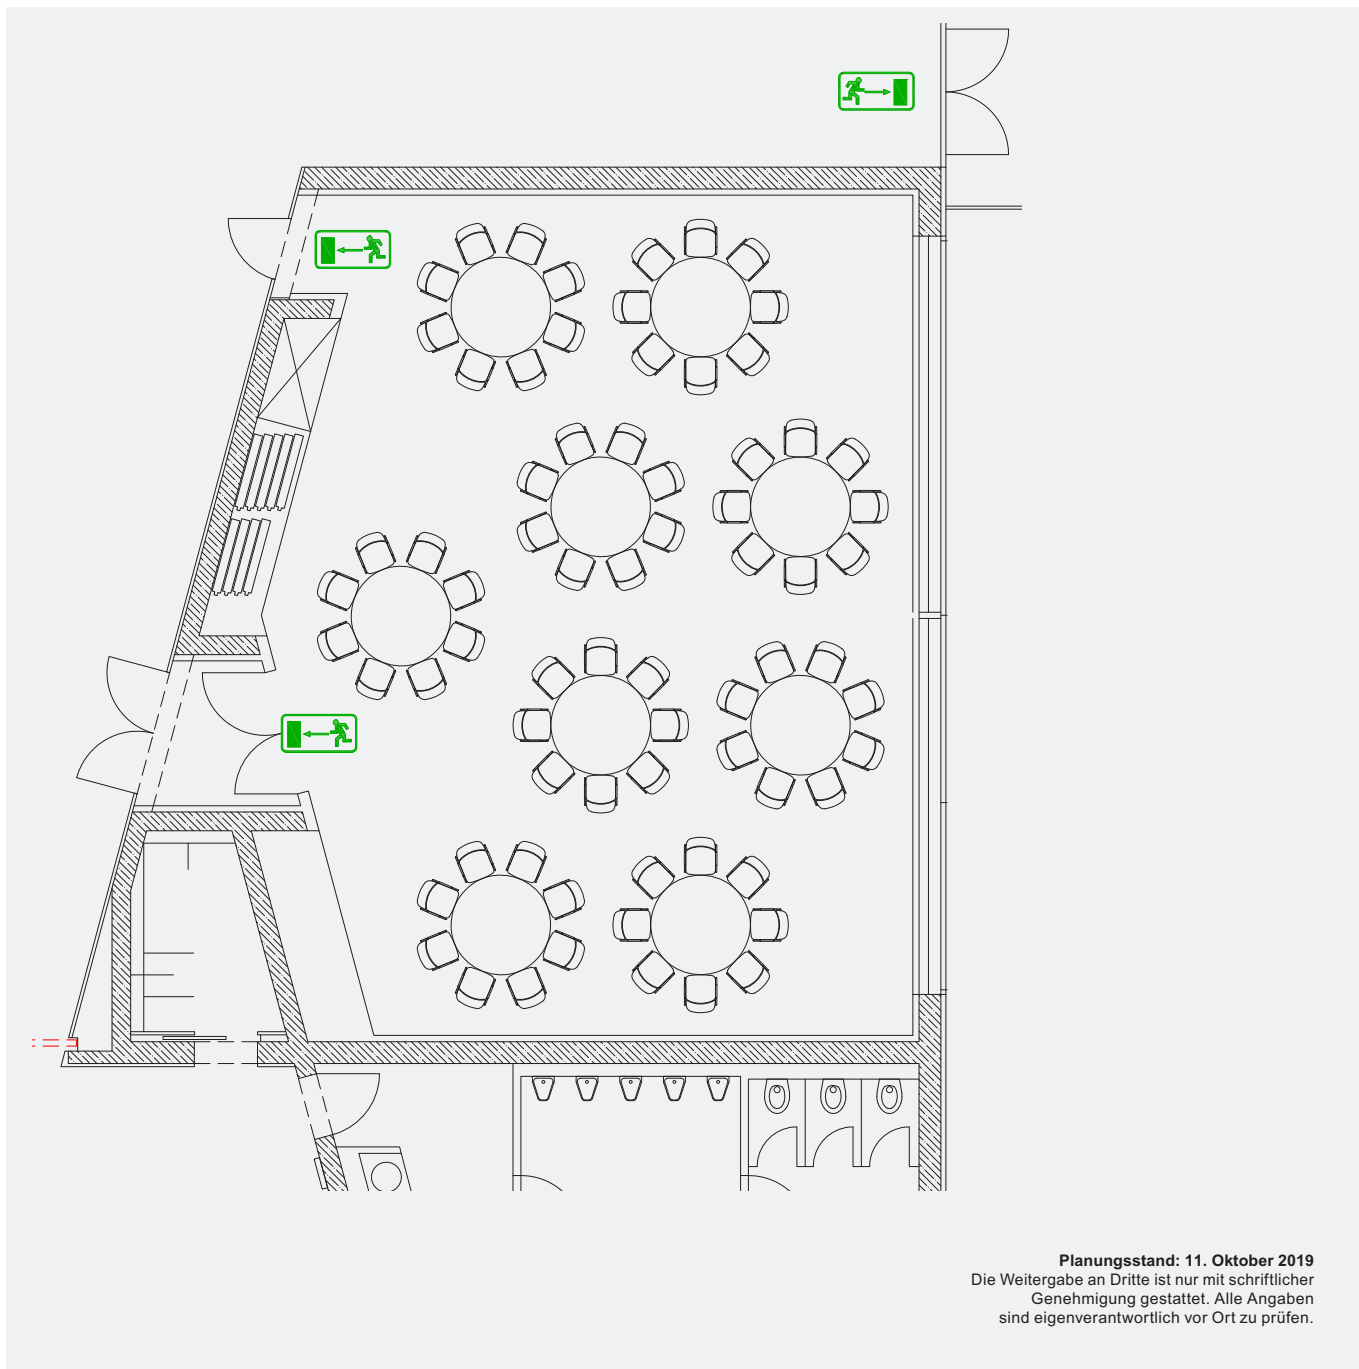 Planungsstand: 11. Oktober 2019
Die Weitergabe an Dritte ist nur mit schriftlicher
Genehmigung gestattet. Alle Angaben
sind eigenverantwortlich vor Ort zu prüfen.